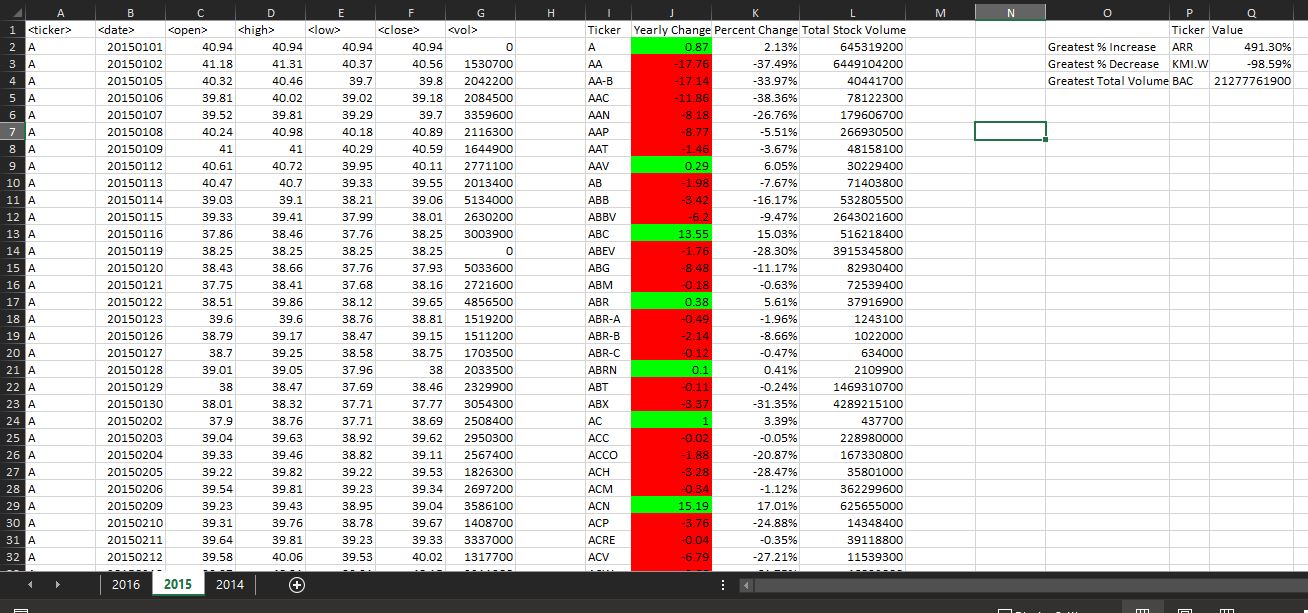 A B C D E F G H I J K L M N O P Q
1 <ticker> <date> <open> <high> <low> <close> <vol> Ticker Yearly Change Percent Change Total Stock Volume Ticker Value
2 A 20150101 40.94 40.94 40.94 40.94 0 A 0.87 2.13% 645319200 Greatest % Increase ARR 491.30%
3 A 20150102 41.18 41.31 40.37 40.56 1530700 AA -17.76 -37.49% 6449104200 Greatest % Decrease KMI.W -98.59%
4 A 20150105 40.32 40.46 39.7 39.8 2042200 AA-B -17.14 -33.97% 40441700 Greatest Total Volume BAC 21277761900
5 A 20150106 39.81 40.02 39.02 39.18 2084500 AAC -11.86 -38.36% 78122300
6 A 20150107 39.52 39.81 39.29 39.7 3359600 AAN -8.18 -26.76% 179606700
7 A 20150108 40.24 40.98 40.18 40.89 2116300 AAP -8.77 -5.51% 266930500
8 A 20150109 41 41 40.29 40.59 1644900 AAT -1.46 -3.67% 48158100
9 A 20150112 40.61 40.72 39.95 40.11 2771100 AAV 0.29 6.05% 30229400
10 A 20150113 40.47 40.7 39.33 39.55 2013400 AB -1.98 -7.67% 71403800
11 A 20150114 39.03 39.1 38.21 39.06 5134000 ABB -3.42 -16.17% 532805500
12 A 20150115 39.33 39.41 37.99 38.01 2630200 ABBV -6.2 -9.47% 2643021600
13 A 20150116 37.86 38.46 37.76 38.25 3003900 ABC 13.55 15.03% 516218400
14 A 20150119 38.25 38.25 38.25 38.25 0 ABEV -1.76 -28.30% 3915345800
15 A 20150120 38.43 38.66 37.76 37.93 5033600 ABG -8.48 -11.17% 82930400
16 A 20150121 37.75 38.41 37.68 38.16 2721600 ABM -0.18 -0.63% 72539400
17 A 20150122 38.51 39.86 38.12 39.65 4856500 ABR 0.38 5.61% 37916900
18 A 20150123 39.6 39.6 38.76 38.81 1519200 ABR-A -0.49 -1.96% 1243100
19 A 20150126 38.79 39.17 38.47 39.15 1511200 ABR-B -2.14 -8.66% 1022000
20 A 20150127 38.7 39.25 38.58 38.75 1703500 ABR-C -0.12 -0.47% 634000
21 A 20150128 39.01 39.05 37.96 38 2033500 ABRN 0.1 0.41% 2109900
22 A 20150129 38 38.47 37.69 38.46 2329900 ABT -0.11 -0.24% 1469310700
23 A 20150130 38.01 38.32 37.71 37.77 3054300 ABX -3.37 -31.35% 4289215100
24 A 20150202 37.9 38.76 37.71 38.69 2508400 AC 1 3.39% 437700
25 A 20150203 39.04 39.63 38.92 39.62 2950300 ACC -0.02 -0.05% 228980000
26 A 20150204 39.33 39.46 38.82 39.11 2567400 ACCO -1.88 -20.87% 167330800
27 A 20150205 39.22 39.82 39.22 39.53 1826300 ACH -3.28 -28.47% 35801000
28 A 20150206 39.54 39.81 39.23 39.34 2697200 ACM -0.34 -1.12% 362299600
29 A 20150209 39.23 39.43 38.95 39.04 3586100 ACN 15.19 17.01% 625655000
30 A 20150210 39.31 39.76 38.78 39.67 1408700 ACP -3.76 -24.88% 14348400
31 A 20150211 39.64 39.81 39.23 39.33 3337000 ACRE -0.04 -0.35% 39118800
32 A 20150212 39.58 40.06 39.53 40.02 1317700 ACV -6.79 -27.21% 11539300
2016 2015 2014